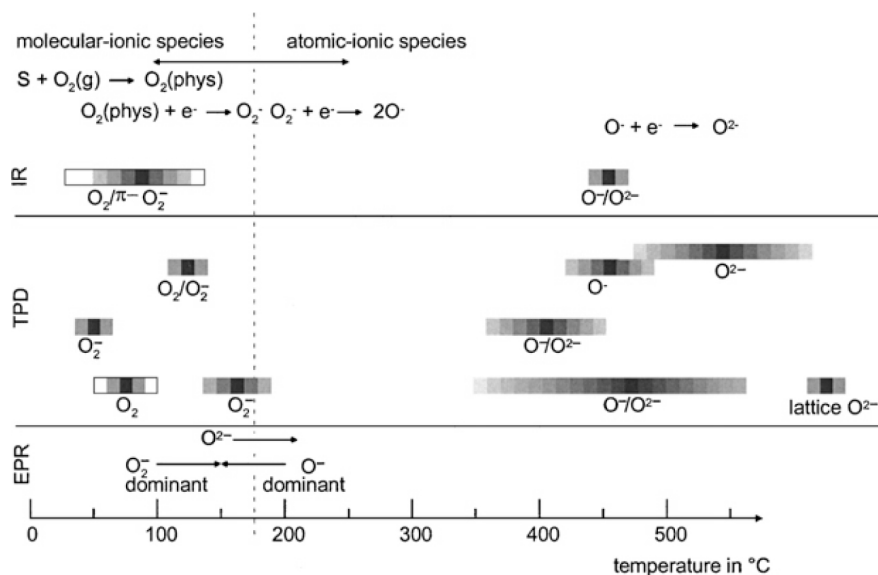 molecular-ionic species atomic-ionic species
S + O₂(g) → O₂(phys)
O₂(phys) + e⁻ → O₂⁻ O₂⁻ + e⁻ → 2O⁻
O⁻ + e⁻ → O²⁻
IR
O₂/π− O₂⁻ O⁻/O²⁻
TPD
O²⁻
O₂/O₂⁻ O⁻
O₂⁻ O⁻/O²⁻
O₂ O₂⁻ O⁻/O²⁻ lattice O²⁻
EPR
O²⁻ →
O₂⁻ → ← O⁻
dominant dominant
0 100 200 300 400 500
temperature in °C